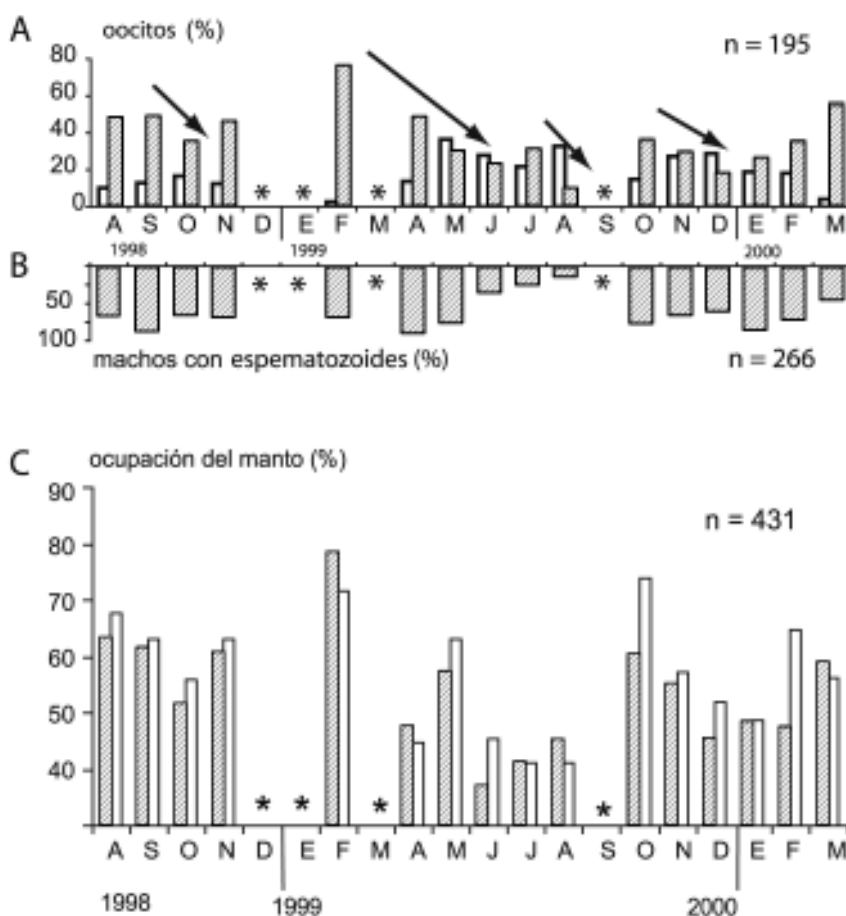 A oocitos (%) n = 195
80
60
40
20
0
A S O N D E F M A M J J A S O N D E F M
* * * *
1998 1999 2000
B
* * * *
50
100
machos con espematozoides (%) n = 266
C ocupación del manto (%)
n = 431
90
80
70
60
50
40
* * * *
A S O N D E F M A M J J A S O N D E F M
1998 1999 2000